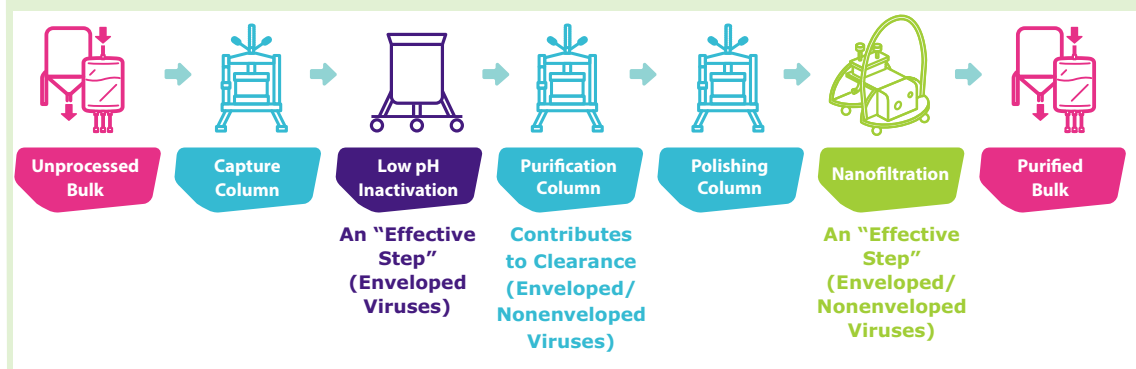 Unprocessed
Bulk
Capture
Column
Low pH
Inactivation
Purification
Column
Polishing
Column
Nanofiltration
Purified
Bulk
An “Effective
Step”
(Enveloped
Viruses)
Contributes
to Clearance
(Enveloped/
Nonenveloped
Viruses)
An “Effective
Step”
(Enveloped/
Nonenveloped
Viruses)